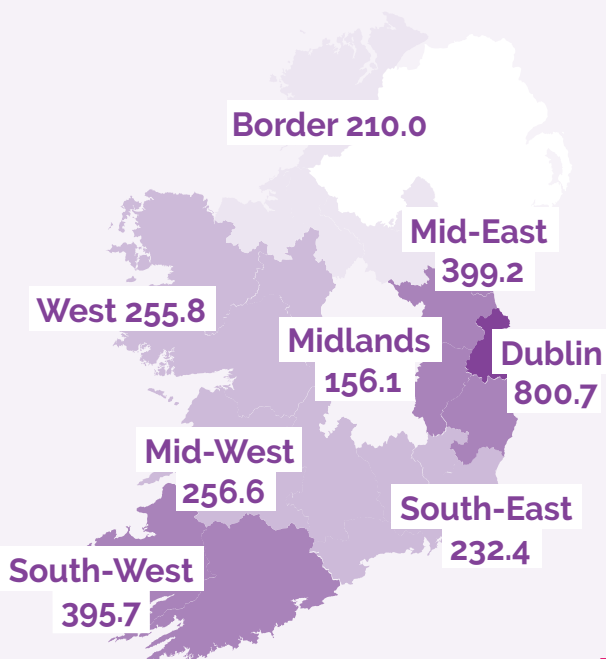 Border 210.0
Mid-East
399.2
West 255.8
Midlands
156.1
Dublin
800.7
Mid-West
256.6
South-East
232.4
South-West
395.7